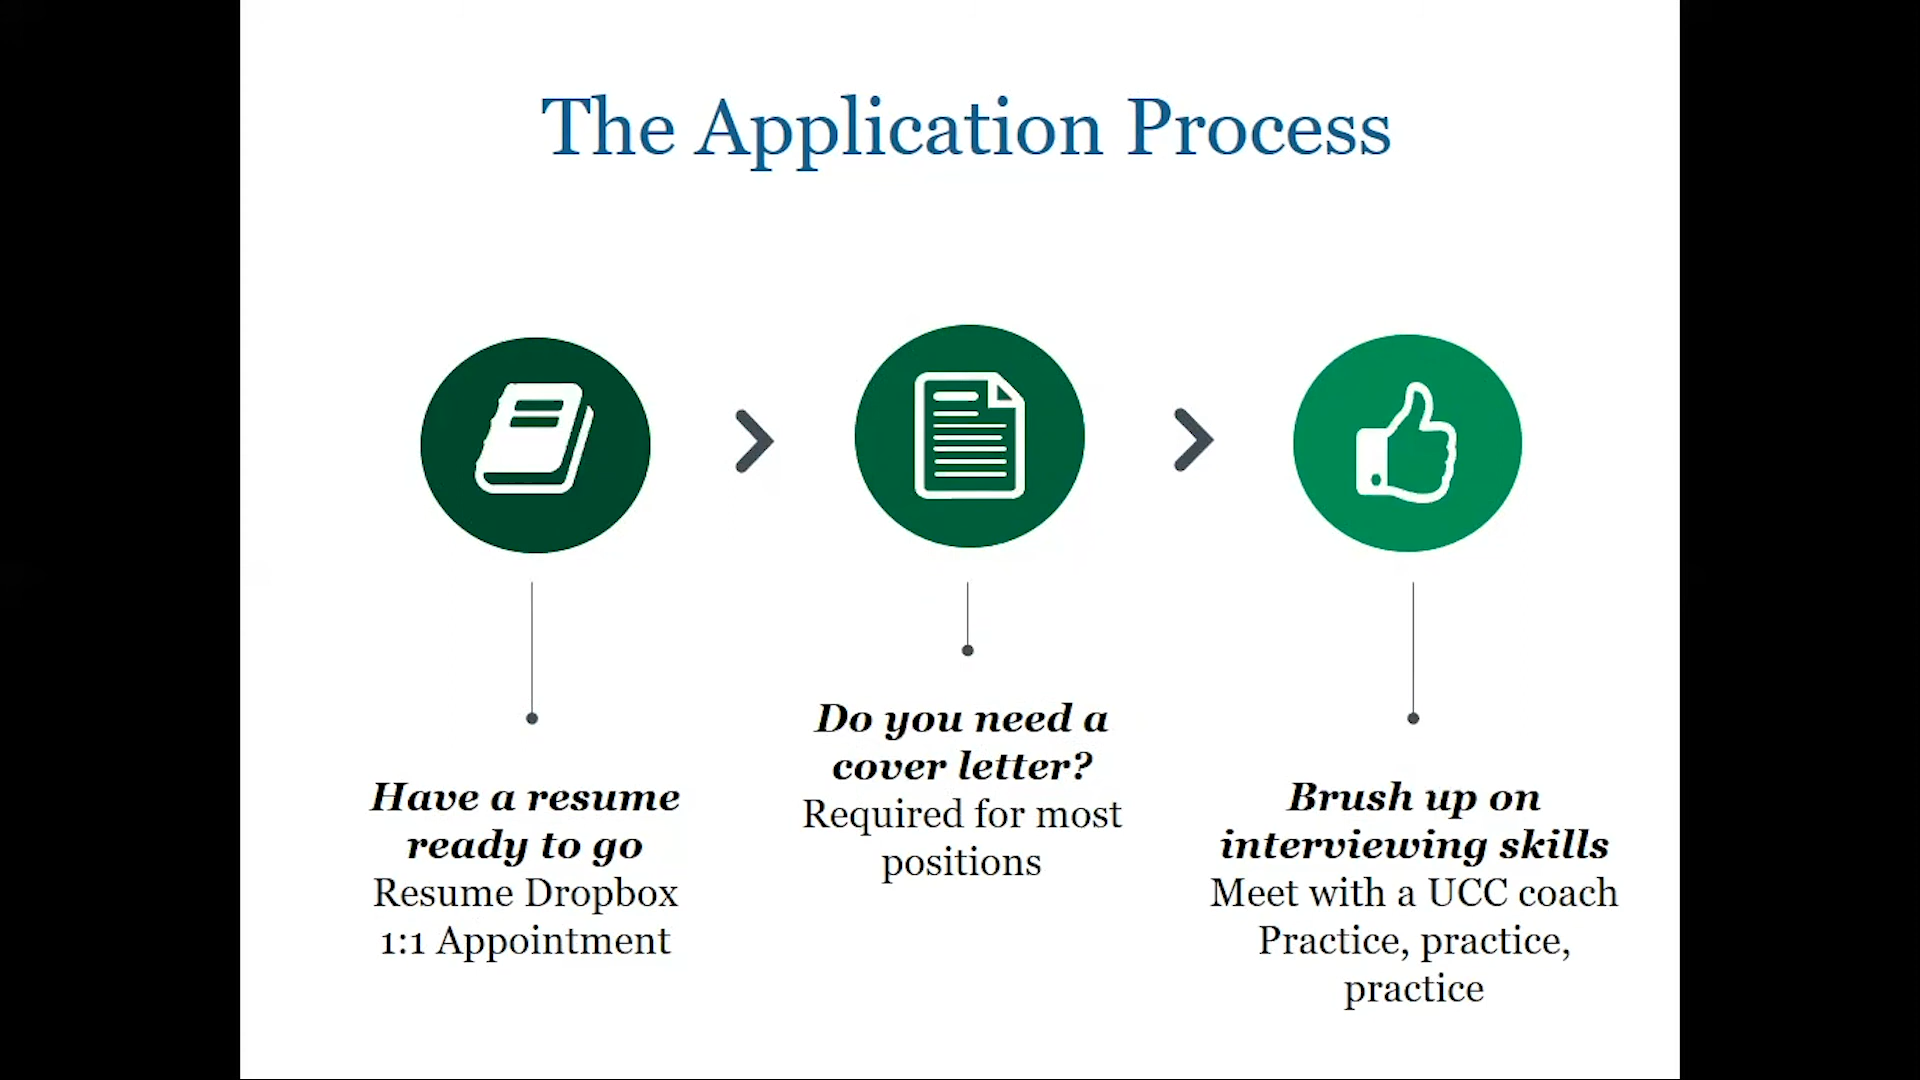 The Application Process
Have a resume
ready to go
Resume Dropbox
1:1 Appointment
Do you need a
cover letter?
Required for most
positions
Brush up on
interviewing skills
Meet with a UCC coach
Practice, practice,
practice